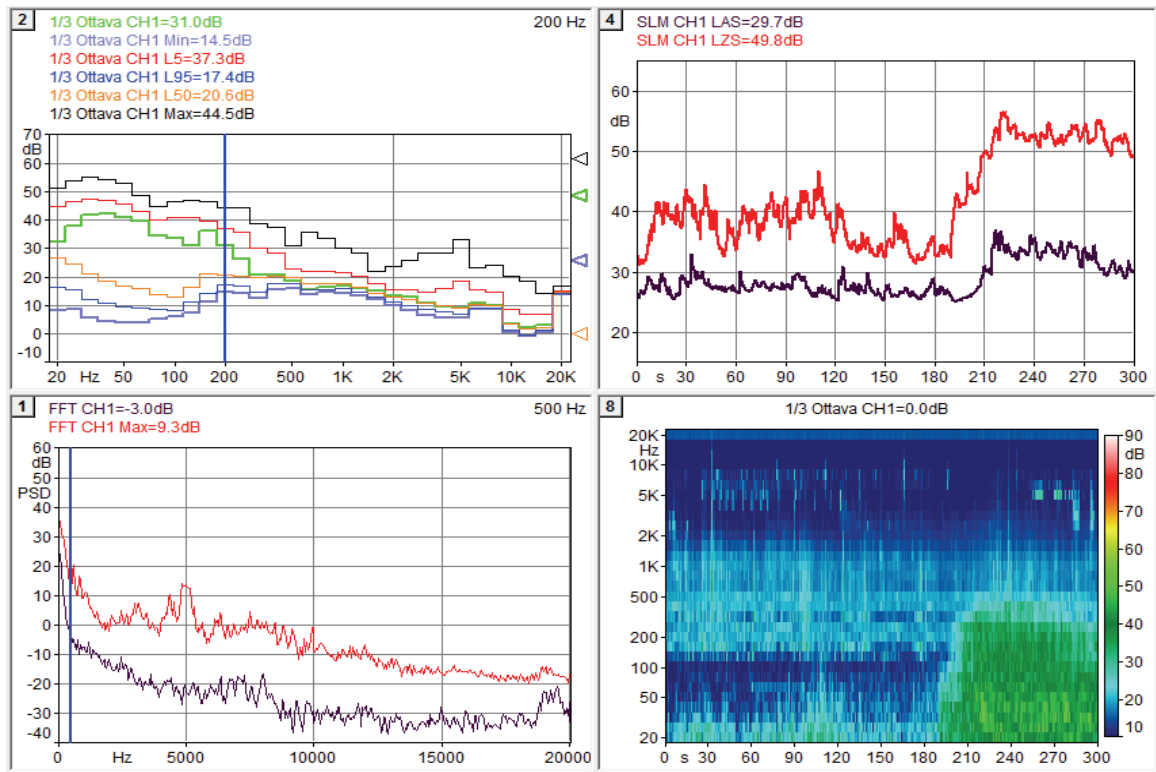 2
1/3 Ottava CH1=31.0dB
200 Hz
1/3 Ottava CH1 Min=14.5dB
1/3 Ottava CH1 L5=37.3dB
1/3 Ottava CH1 L95=17.4dB
1/3 Ottava CH1 L50=20.6dB
1/3 Ottava CH1 Max=44.5dB
70
dB
60
50
40
30
20
10
0
-10
20 Hz 50 100 200 500 1K 2K 5K 10K 20K
4
SLM CH1 LAS=29.7dB
SLM CH1 LZS=49.8dB
60
dB
50
40
30
20
0 s 30 60 90 120 150 180 210 240 270 300
1
FFT CH1=-3.0dB
500 Hz
FFT CH1 Max=9.3dB
60
dB
50
PSD
40
30
20
10
0
-10
-20
-30
-40
0 Hz 5000 10000 15000 20000
8
1/3 Ottava CH1=0.0dB
20K
Hz
10K
5K
2K
1K
500
200
100
50
20
0 s 30 60 90 120 150 180 210 240 270 300
90
dB
80
70
60
50
40
30
20
10